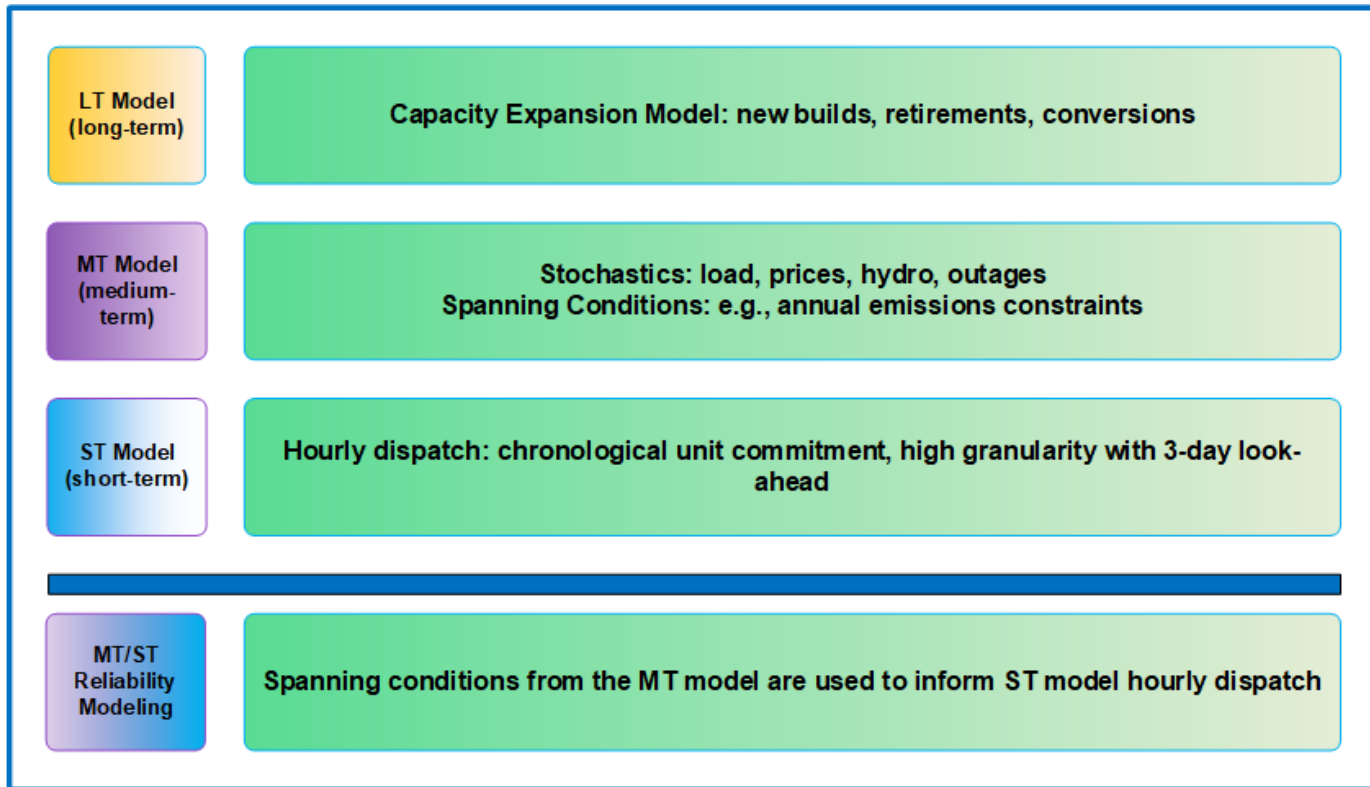 LT Model
(long-term)
Capacity Expansion Model: new builds, retirements, conversions
MT Model
(medium-
term)
Stochastics: load, prices, hydro, outages
Spanning Conditions: e.g., annual emissions constraints
ST Model
(short-term)
Hourly dispatch: chronological unit commitment, high granularity with 3-day look-
ahead
MT/ST
Reliability
Modeling
Spanning conditions from the MT model are used to inform ST model hourly dispatch